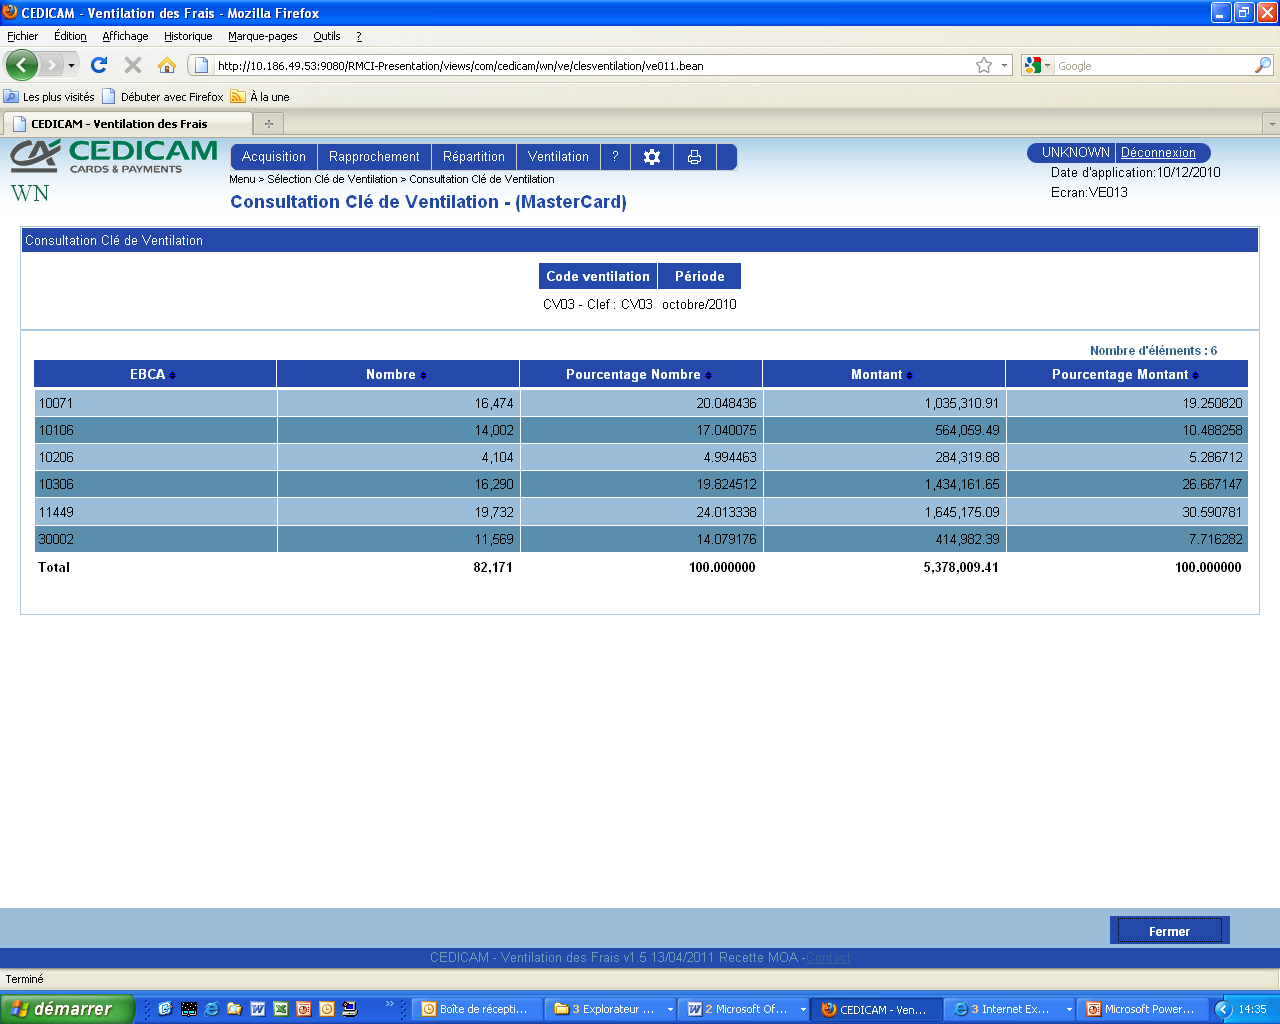 CEDICAM - Ventilation des Frais - Mozilla Firefox
Fichier Édition Affichage Historique Marque-pages Outils ?
http://10.186.49.53:9080/RMCI-Presentation/views/com/cedicam/wn/ve/clesventilation/ve011.bean
Google
Les plus visités Débuter avec Firefox À la une
CEDICAM - Ventilation des Frais
CEDICAM
CARDS & PAYMENTS
WN
Acquisition Rapprochement Répartition Ventilation ?
UNKNOWN Déconnexion
Date d'application:10/12/2010
Ecran:VE013
Menu > Sélection Clé de Ventilation > Consultation Clé de Ventilation
Consultation Clé de Ventilation - (MasterCard)
Consultation Clé de Ventilation
Code ventilation Période
CV03 - Clef : CV03 octobre/2010
Nombre d'éléments : 6
EBCA Nombre Pourcentage Nombre Montant Pourcentage Montant
10071 16,474 20.048436 1,035,310.91 19.250820
10106 14,002 17.040075 564,059.49 10.488258
10206 4,104 4.994463 284,319.88 5.286712
10306 16,290 19.824512 1,434,161.65 26.667147
11449 19,732 24.013338 1,645,175.09 30.590781
30002 11,569 14.079176 414,982.39 7.716282
Total 82,171 100.000000 5,378,009.41 100.000000
Fermer
CEDICAM - Ventilation des Frais v1.5 13/04/2011 Recette MOA -Contact
Terminé
démarrer Boîte de récepti... 3 Explorateur ... 2 Microsoft Of... CEDICAM - Ven... 3 Internet Ex... Microsoft Power... 14:35